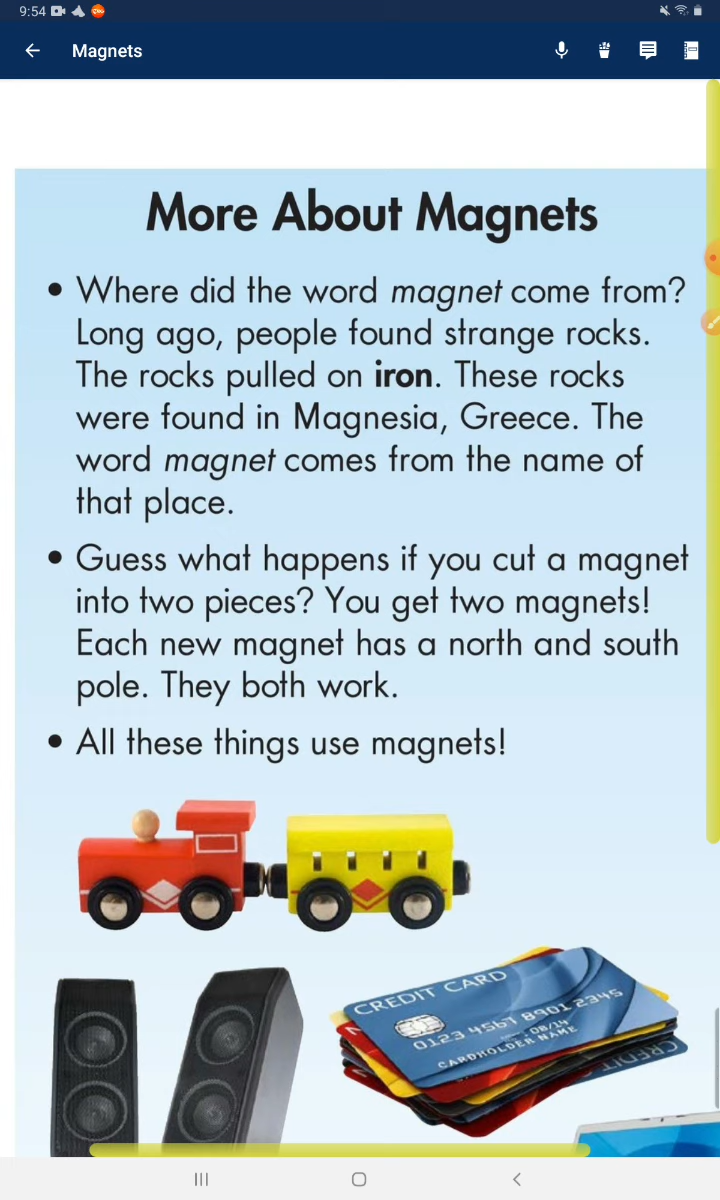 9:54
Magnets
More About Magnets
• Where did the word magnet come from?
Long ago, people found strange rocks.
The rocks pulled on iron. These rocks
were found in Magnesia, Greece. The
word magnet comes from the name of
that place.
• Guess what happens if you cut a magnet
into two pieces? You get two magnets!
Each new magnet has a north and south
pole. They both work.
• All these things use magnets!
CREDIT CARD
0123 4567 8901 2345
08/14
CARDHOLDER NAME
CREDIT